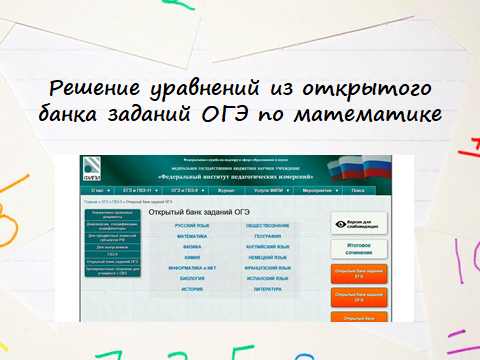 Решение уравнений из открытого
банка заданий ОГЭ по математике
Федеральная служба по надзору в сфере образования и науки
ФЕДЕРАЛЬНОЕ ГОСУДАРСТВЕННОЕ БЮДЖЕТНОЕ НАУЧНОЕ УЧРЕЖДЕНИЕ
«Федеральный институт педагогических измерений»
ФИПИ
О нас ЕГЭ и ГВЭ-11 ОГЭ и ГВЭ-9 Журнал Услуги ФИПИ Мероприятия Поиск
Главная » ОГЭ и ГВЭ-9 » Открытый банк заданий ОГЭ
Нормативно-правовые
документы
Демоверсии, спецификации,
кодификаторы
Для предметных комиссий
субъектов РФ
Для выпускников
ГВЭ-9
Открытый банк заданий ОГЭ
Тренировочные сборники для
учащихся с ОВЗ
Открытый банк заданий ОГЭ
РУССКИЙ ЯЗЫК ОБЩЕСТВОЗНАНИЕ
МАТЕМАТИКА ГЕОГРАФИЯ
ФИЗИКА АНГЛИЙСКИЙ ЯЗЫК
ХИМИЯ НЕМЕЦКИЙ ЯЗЫК
ИНФОРМАТИКА и ИКТ ФРАНЦУЗСКИЙ ЯЗЫК
БИОЛОГИЯ ИСПАНСКИЙ ЯЗЫК
ИСТОРИЯ ЛИТЕРАТУРА
Версия для
слабовидящих
Итоговое
сочинение
Открытый банк заданий
ЕГЭ
Открытый банк заданий
ОГЭ
Открытый банк